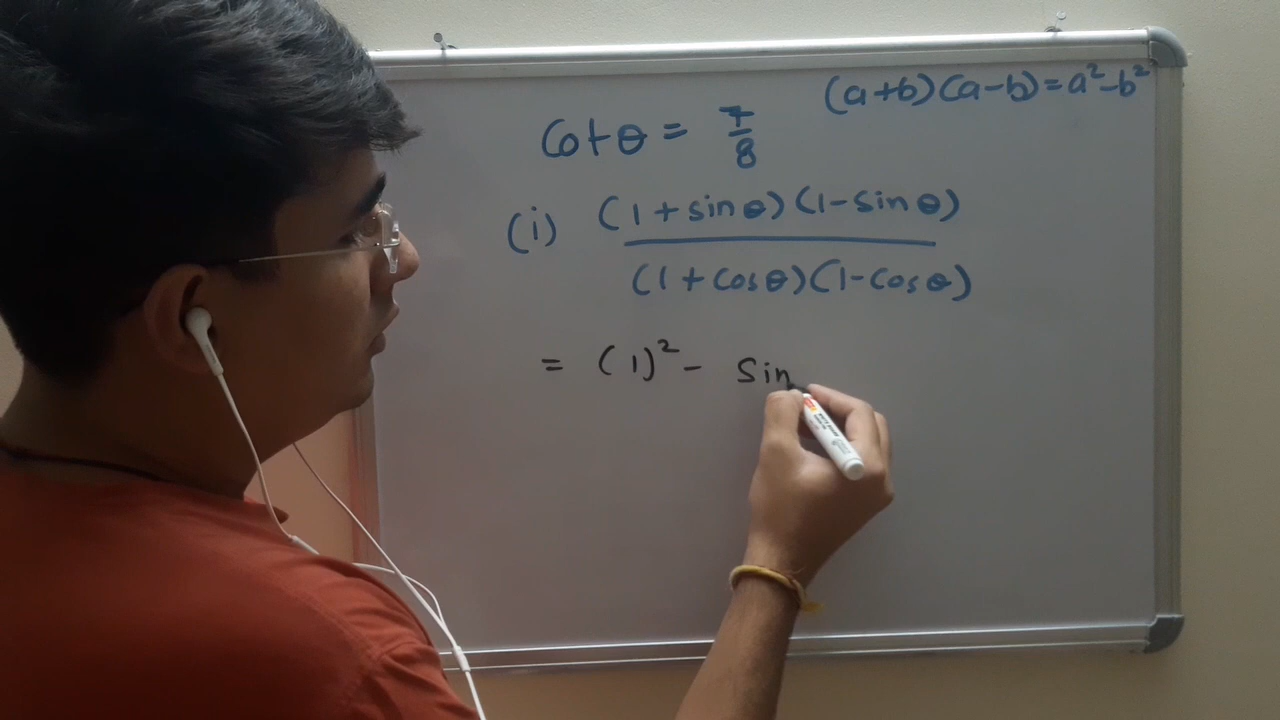 (a+b)(a-b)=a²-b²
Cotθ = 7/8
(i) (1+sinθ)(1-sinθ)
(1+cosθ)(1-cosθ)
= (1)² - sin